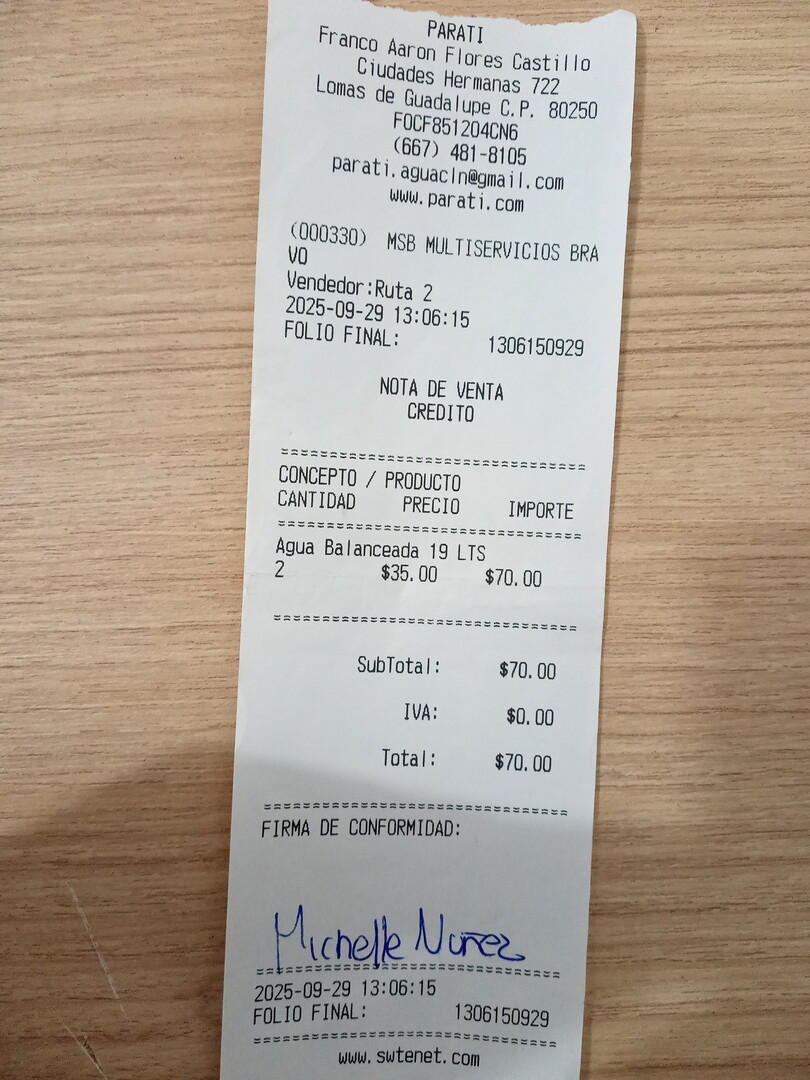 PARATI
Franco Aaron Flores Castillo
Ciudades Hermanas 722
Lomas de Guadalupe C.P. 80250
FOCF851204CN6
(667) 481-8105
parati.aguacln@gmail.com
www.parati.com
(000330) MSB MULTISERVICIOS BRA
VO
Vendedor:Ruta 2
2025-09-29 13:06:15
FOLIO FINAL: 1306150929
NOTA DE VENTA
CREDITO
===============================
CONCEPTO / PRODUCTO
CANTIDAD PRECIO IMPORTE
===============================
Agua Balanceada 19 LTS
2 $35.00 $70.00
===============================
SubTotal: $70.00
IVA: $0.00
Total: $70.00
===============================
FIRMA DE CONFORMIDAD:
Michelle Nuñez
===============================
2025-09-29 13:06:15
FOLIO FINAL: 1306150929
===============================
www.swtenet.com